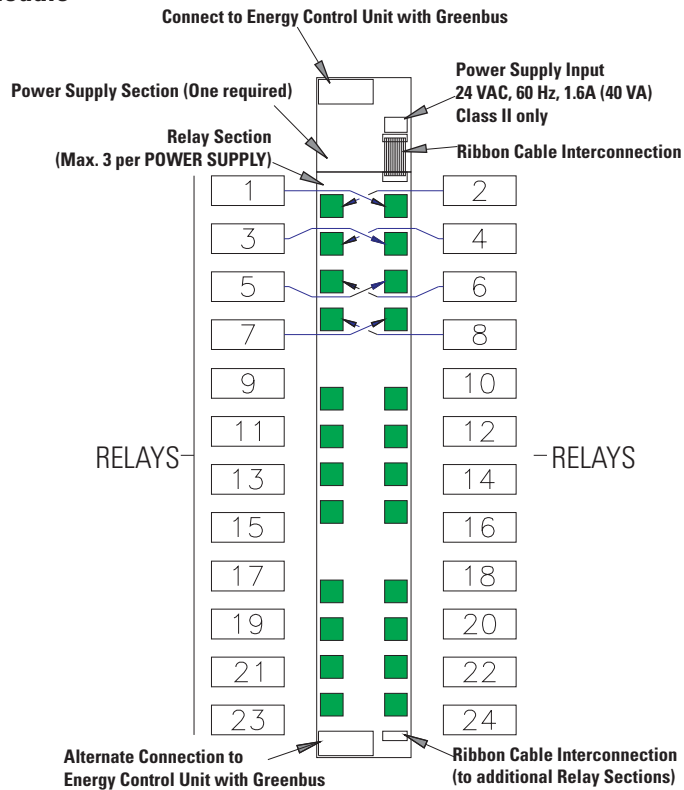 Connect to Energy Control Unit with Greenbus
Power Supply Input
24 VAC, 60 Hz, 1.6A (40 VA)
Class II only
Power Supply Section (One required)
Relay Section
(Max. 3 per POWER SUPPLY)
Ribbon Cable Interconnection
1
2
3
4
5
6
7
8
9
10
11
12
RELAYS
RELAYS
13
14
15
16
17
18
19
20
21
22
23
24
Alternate Connection to
Energy Control Unit with Greenbus
Ribbon Cable Interconnection
(to additional Relay Sections)